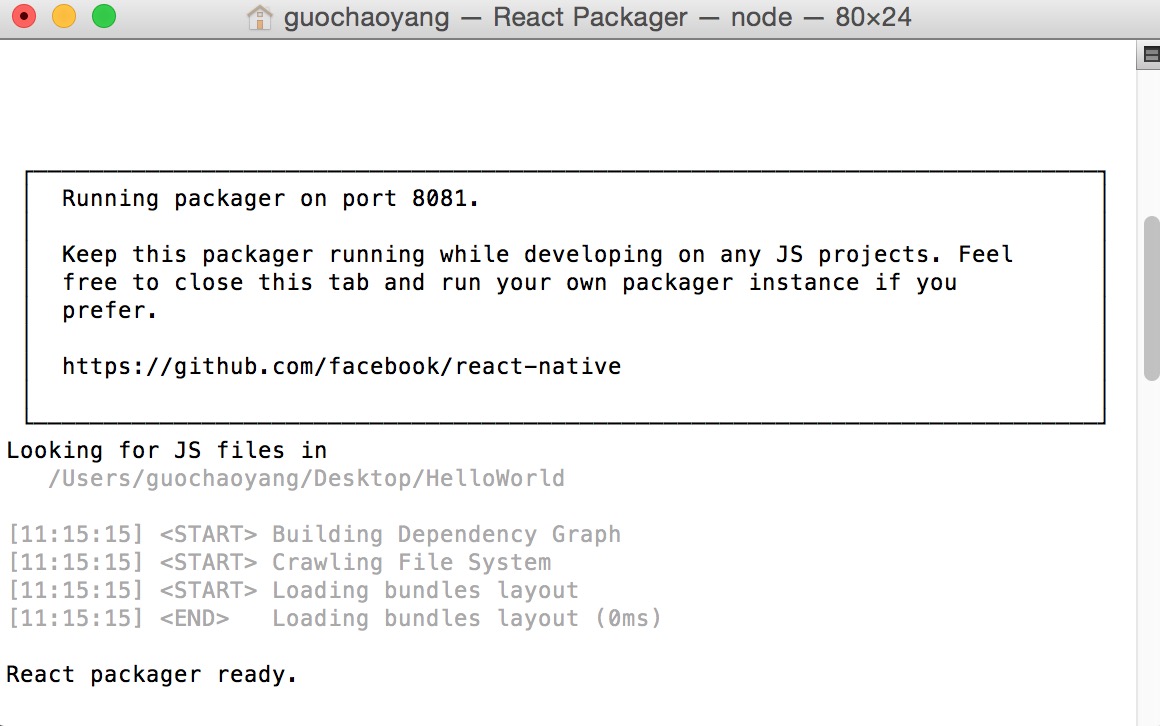 guochaoyang — React Packager — node — 80×24
Running packager on port 8081.
Keep this packager running while developing on any JS projects. Feel
free to close this tab and run your own packager instance if you
prefer.
https://github.com/facebook/react-native
Looking for JS files in
/Users/guochaoyang/Desktop/HelloWorld
[11:15:15] <START> Building Dependency Graph
[11:15:15] <START> Crawling File System
[11:15:15] <START> Loading bundles layout
[11:15:15] <END>   Loading bundles layout (0ms)
React packager ready.